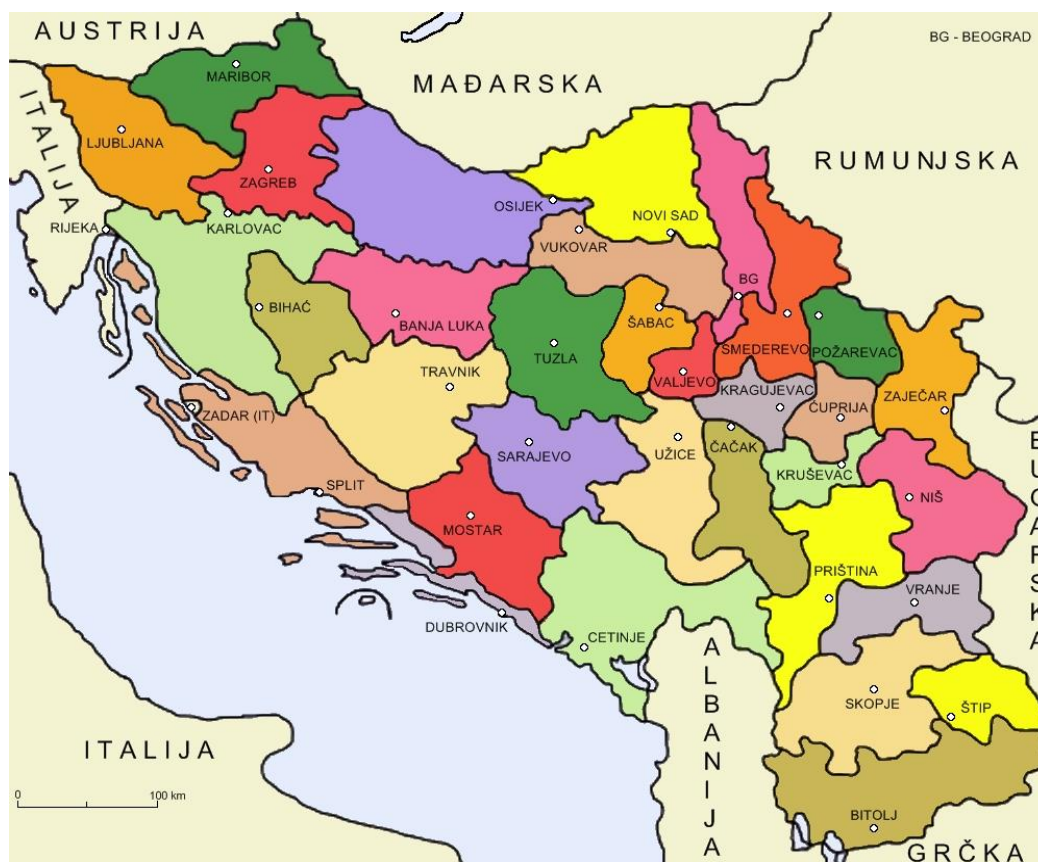 AUSTRIJA
BG - BEOGRAD
MARIBOR
MAĐARSKA
ITALIJA
LJUBLJANA
ZAGREB
RUMUNJSKA
OSIJEK
NOVI SAD
RIJEKA
KARLOVAC
VUKOVAR
BG
BIHAĆ
BANJA LUKA
ŠABAC
TUZLA
SMEDEREVO
POŽAREVAC
TRAVNIK
VALJEVO
KRAGUJEVAC
ĆUPRIJA
ZAJEČAR
ZADAR (IT)
SARAJEVO
UŽICE
ČAČAK
KRUŠEVAC
BUGARSKA
SPLIT
MOSTAR
NIŠ
PRIŠTINA
VRANJE
DUBROVNIK
CETINJE
ALBANIJA
SKOPJE
ŠTIP
ITALIJA
0 100 km
BITOLJ
GRČKA